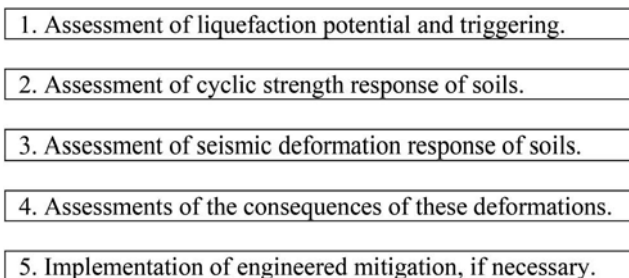 1. Assessment of liquefaction potential and triggering.
2. Assessment of cyclic strength response of soils.
3. Assessment of seismic deformation response of soils.
4. Assessments of the consequences of these deformations.
5. Implementation of engineered mitigation, if necessary.